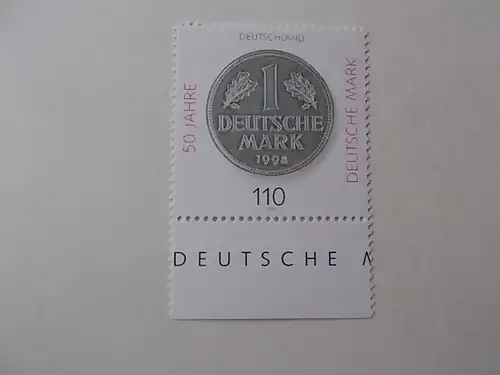 DEUTSCHLAND
50 JAHRE
DEUTSCHE MARK
1
DEUTSCHE
MARK
1998
110
DEUTSCHE M